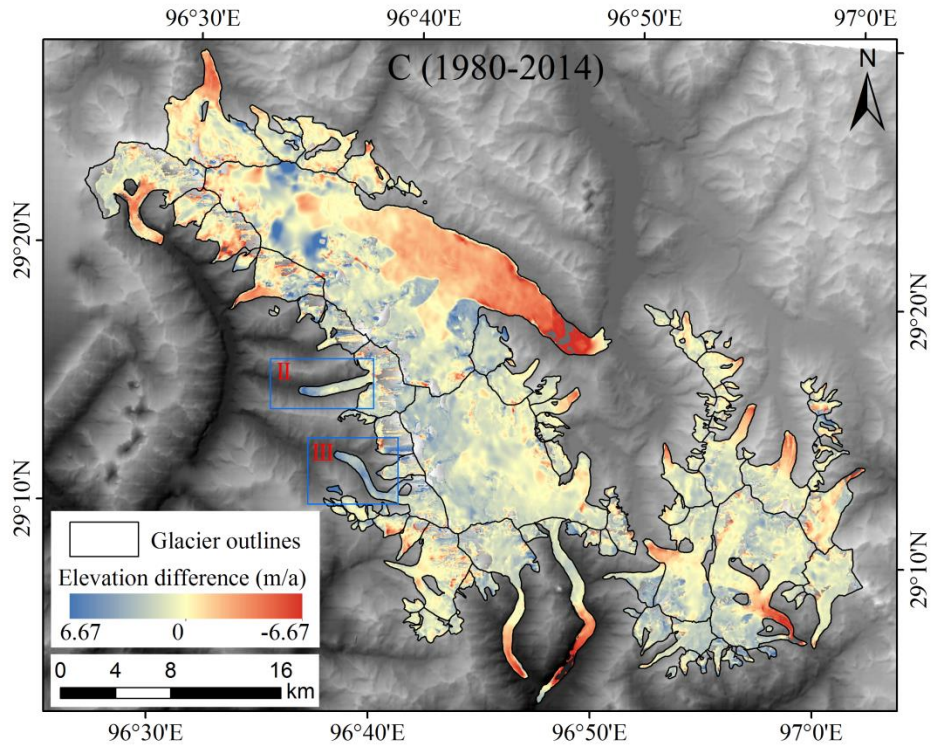 96°30'E 96°40'E 96°50'E 97°0'E
C (1980-2014)
N
29°20'N
29°20'N
II
III
29°10'N
29°10'N
Glacier outlines
Elevation difference (m/a)
6.67 0 -6.67
0 4 8 16
km
96°30'E 96°40'E 96°50'E 97°0'E